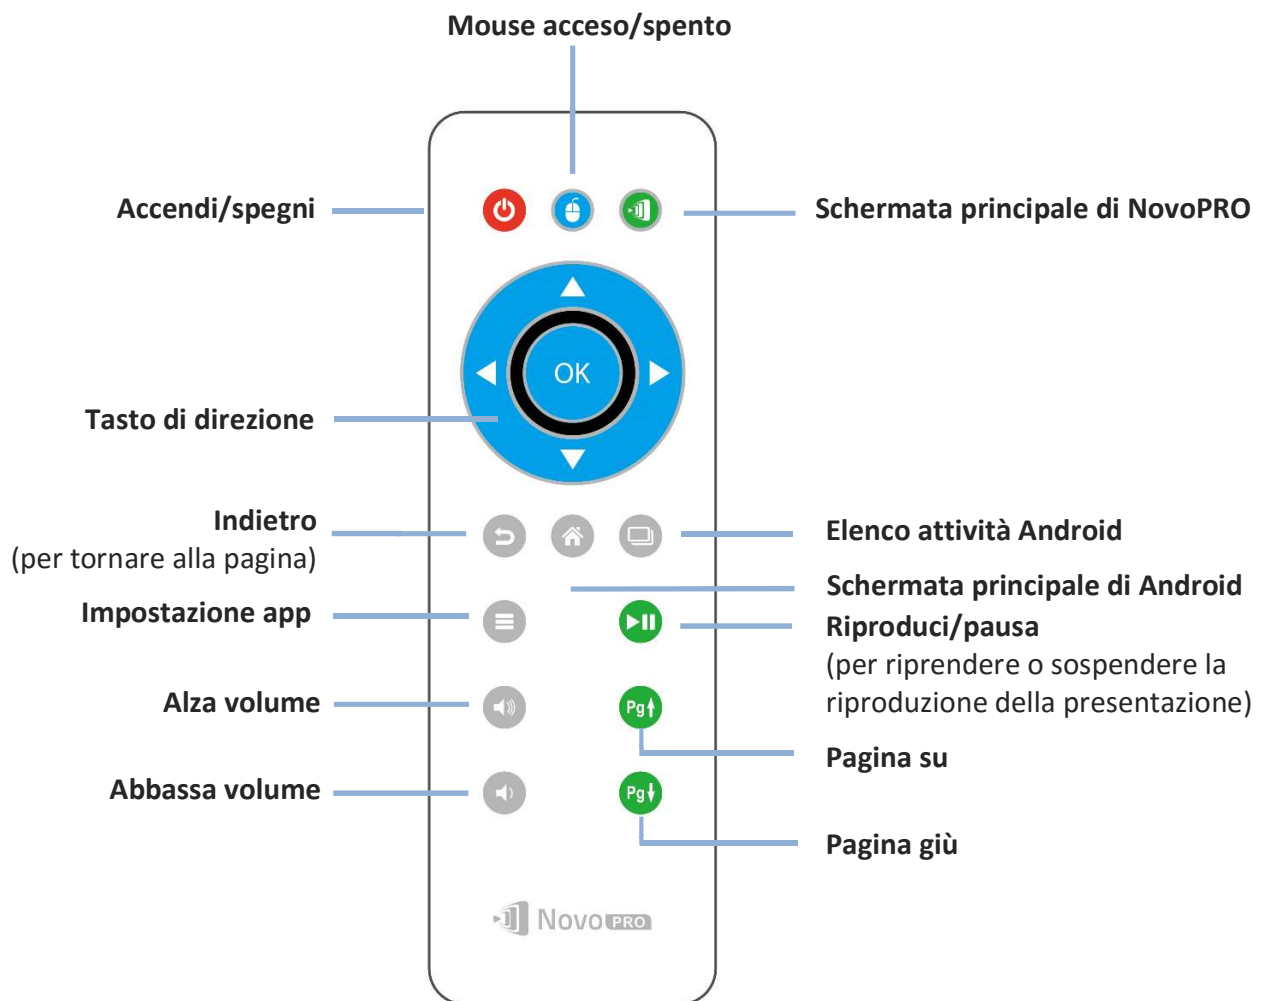 Mouse acceso/spento
Accendi/spegni
Schermata principale di NovoPRO
OK
Tasto di direzione
Indietro
(per tornare alla pagina)
Elenco attività Android
Schermata principale di Android
Impostazione app
Riproduci/pausa
(per riprendere o sospendere la
riproduzione della presentazione)
Alza volume
Pg
Pagina su
Abbassa volume
Pg
Pagina giù
Novo PRO